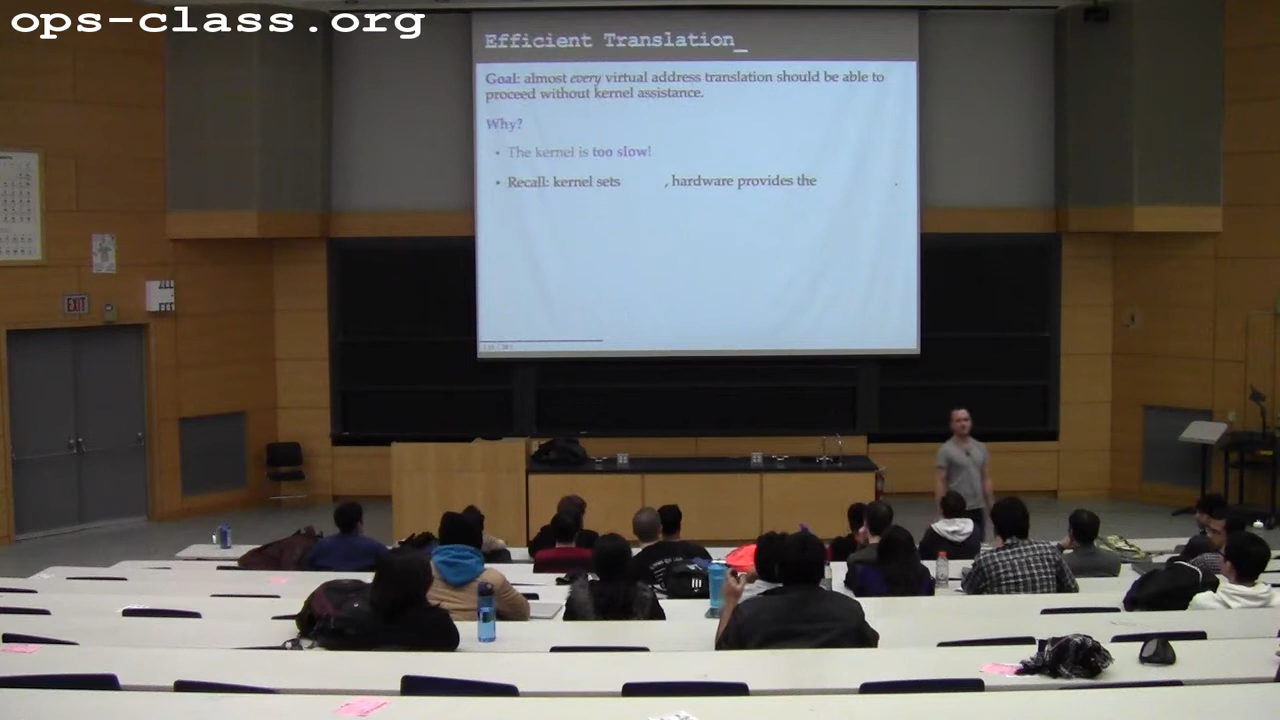 ops-class.org
Efficient Translation_
Goal: almost every virtual address translation should be able to
proceed without kernel assistance.
Why?
• The kernel is too slow!
• Recall: kernel sets , hardware provides the .
EXIT